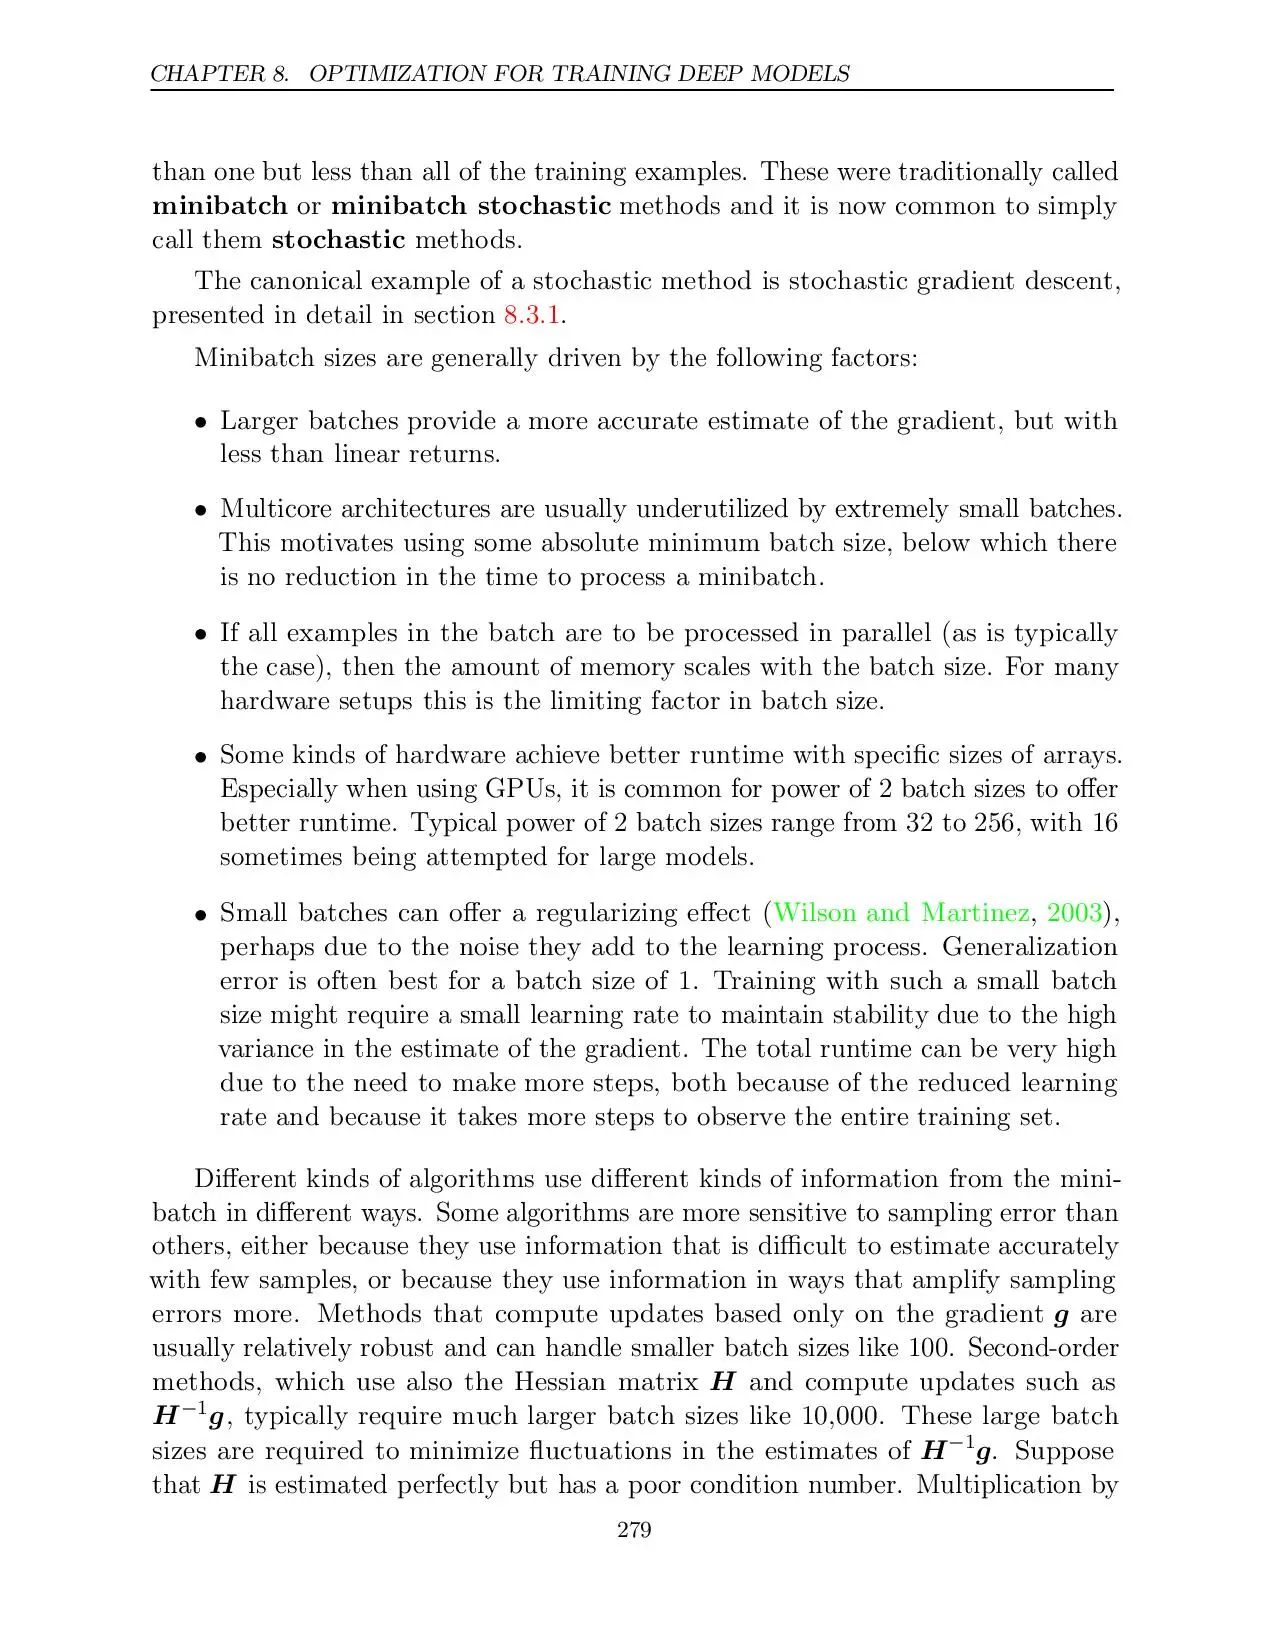 CHAPTER 8. OPTIMIZATION FOR TRAINING DEEP MODELS
than one but less than all of the training examples. These were traditionally called
minibatch or minibatch stochastic methods and it is now common to simply
call them stochastic methods.
The canonical example of a stochastic method is stochastic gradient descent,
presented in detail in section 8.3.1.
Minibatch sizes are generally driven by the following factors:
• Larger batches provide a more accurate estimate of the gradient, but with
less than linear returns.
• Multicore architectures are usually underutilized by extremely small batches.
This motivates using some absolute minimum batch size, below which there
is no reduction in the time to process a minibatch.
• If all examples in the batch are to be processed in parallel (as is typically
the case), then the amount of memory scales with the batch size. For many
hardware setups this is the limiting factor in batch size.
• Some kinds of hardware achieve better runtime with specific sizes of arrays.
Especially when using GPUs, it is common for power of 2 batch sizes to offer
better runtime. Typical power of 2 batch sizes range from 32 to 256, with 16
sometimes being attempted for large models.
• Small batches can offer a regularizing effect (Wilson and Martinez, 2003),
perhaps due to the noise they add to the learning process. Generalization
error is often best for a batch size of 1. Training with such a small batch
size might require a small learning rate to maintain stability due to the high
variance in the estimate of the gradient. The total runtime can be very high
due to the need to make more steps, both because of the reduced learning
rate and because it takes more steps to observe the entire training set.
Different kinds of algorithms use different kinds of information from the mini-
batch in different ways. Some algorithms are more sensitive to sampling error than
others, either because they use information that is difficult to estimate accurately
with few samples, or because they use information in ways that amplify sampling
errors more. Methods that compute updates based only on the gradient g are
usually relatively robust and can handle smaller batch sizes like 100. Second-order
methods, which use also the Hessian matrix H and compute updates such as
H⁻¹g, typically require much larger batch sizes like 10,000. These large batch
sizes are required to minimize fluctuations in the estimates of H⁻¹g. Suppose
that H is estimated perfectly but has a poor condition number. Multiplication by
279